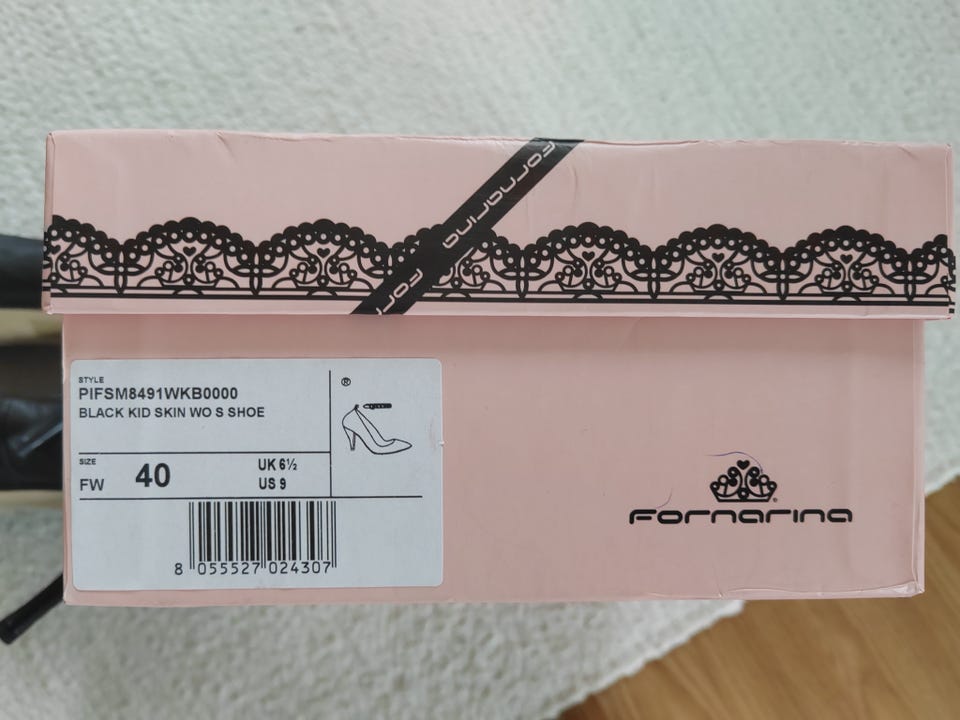 Fornarina
For
STYLE
PIFSM8491WKB0000
BLACK KID SKIN WO S SHOE
®
SIZE
FW 40 UK 6½
US 9
8 055527 024307
Fornarina®